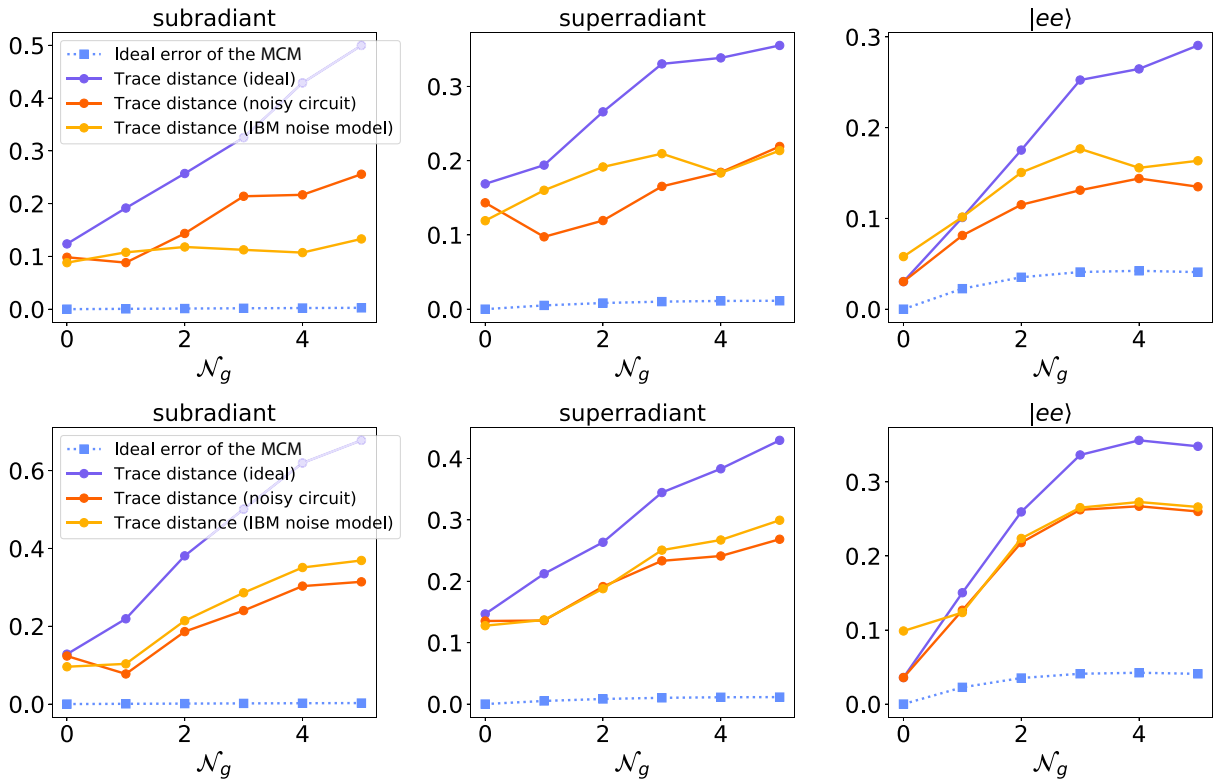 subradiant
0.5
0.4
0.3
0.2
0.1
0.0
Ideal error of the MCM
Trace distance (ideal)
Trace distance (noisy circuit)
Trace distance (IBM noise model)
0 2 4
𝒩g
superradiant
0.3
0.2
0.1
0.0
0 2 4
𝒩g
|ee⟩
0.3
0.2
0.1
0.0
0 2 4
𝒩g
subradiant
0.6
0.4
0.2
0.0
Ideal error of the MCM
Trace distance (ideal)
Trace distance (noisy circuit)
Trace distance (IBM noise model)
0 2 4
𝒩g
superradiant
0.4
0.3
0.2
0.1
0.0
0 2 4
𝒩g
|ee⟩
0.3
0.2
0.1
0.0
0 2 4
𝒩g